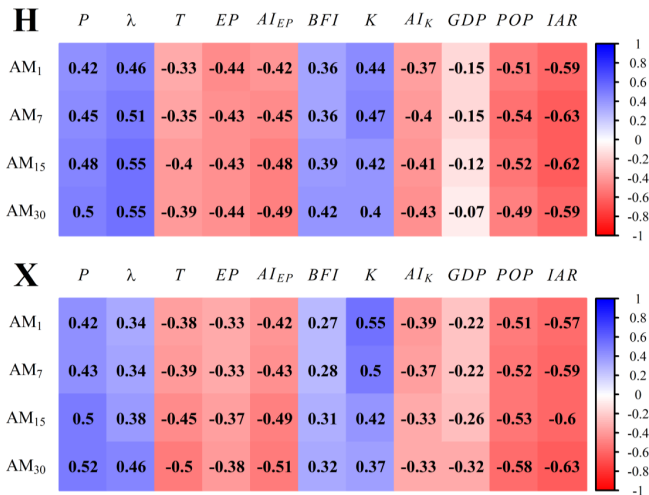 H P λ T EP AI_EP BFI K AI_K GDP POP IAR
AM₁ 0.42 0.46 -0.33 -0.44 -0.42 0.36 0.44 -0.37 -0.15 -0.51 -0.59
AM₇ 0.45 0.51 -0.35 -0.43 -0.45 0.36 0.47 -0.4 -0.15 -0.54 -0.63
AM₁₅ 0.48 0.55 -0.4 -0.43 -0.48 0.39 0.42 -0.41 -0.12 -0.52 -0.62
AM₃₀ 0.5 0.55 -0.39 -0.44 -0.49 0.42 0.4 -0.43 -0.07 -0.49 -0.59
1
0.8
0.6
0.4
0.2
0
-0.2
-0.4
-0.6
-0.8
-1
X P λ T EP AI_EP BFI K AI_K GDP POP IAR
AM₁ 0.42 0.34 -0.38 -0.33 -0.42 0.27 0.55 -0.39 -0.22 -0.51 -0.57
AM₇ 0.43 0.34 -0.39 -0.33 -0.43 0.28 0.5 -0.37 -0.22 -0.52 -0.59
AM₁₅ 0.5 0.38 -0.45 -0.37 -0.49 0.31 0.42 -0.33 -0.26 -0.53 -0.6
AM₃₀ 0.52 0.46 -0.5 -0.38 -0.51 0.32 0.37 -0.33 -0.32 -0.58 -0.63
1
0.8
0.6
0.4
0.2
0
-0.2
-0.4
-0.6
-0.8
-1